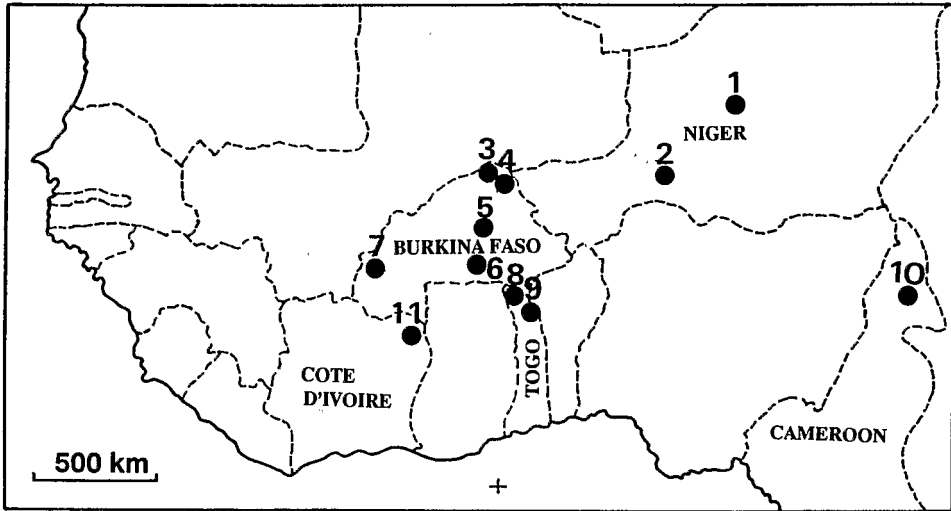 1
NIGER
2
3
4
5
BURKINA FASO
7
6
8
9
10
11
COTE
D'IVOIRE
TOGO
CAMEROON
500 km